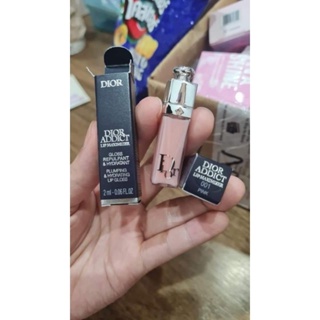 DIOR
DIOR
ADDICT
LIP MAXIMIZER
GLOSS
REPULPANT
& HYDRATANT
PLUMPING
& HYDRATING
LIP GLOSS
2 ml - 0.06 FL OZ
DIOR
ADDICT
LIP MAXIMIZER
001
PINK